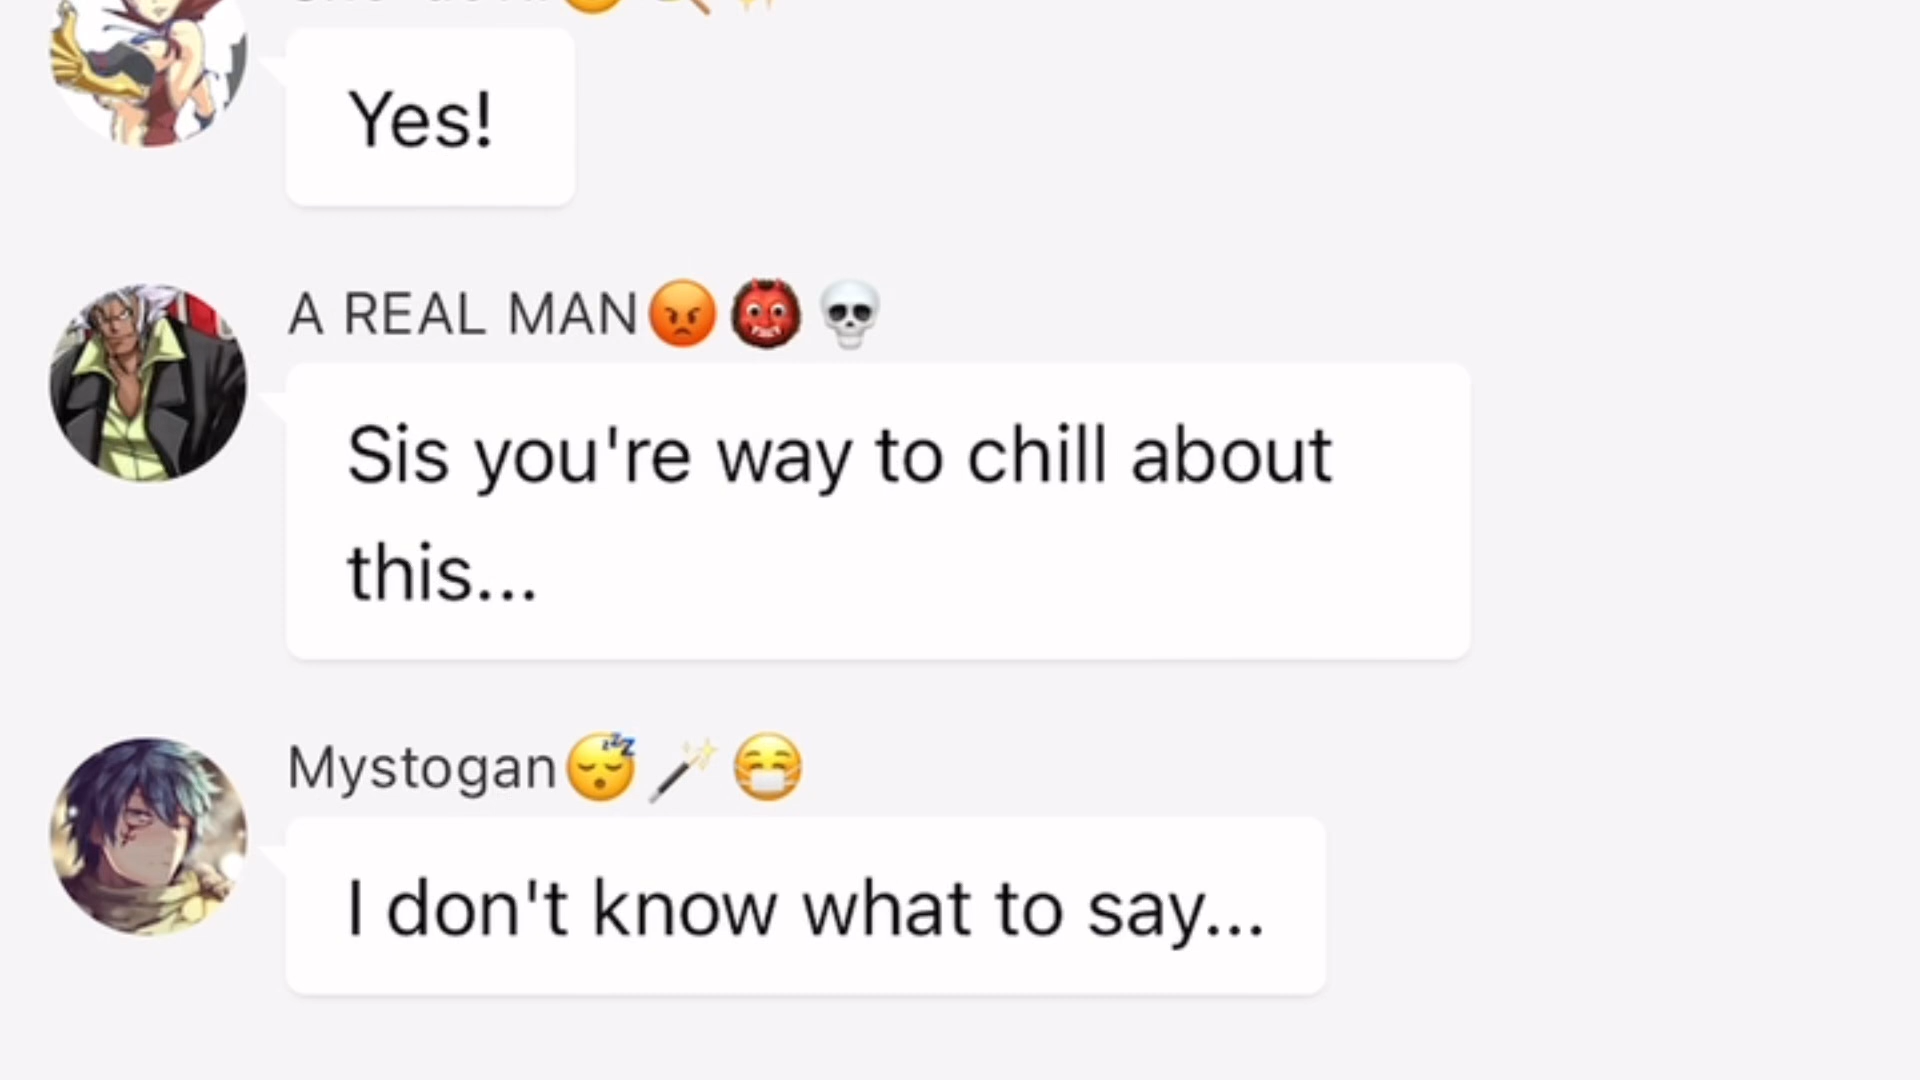 Yes!
A REAL MAN😡👹💀
Sis you're way to chill about
this...
Mystogan😴🪄😷
I don't know what to say...